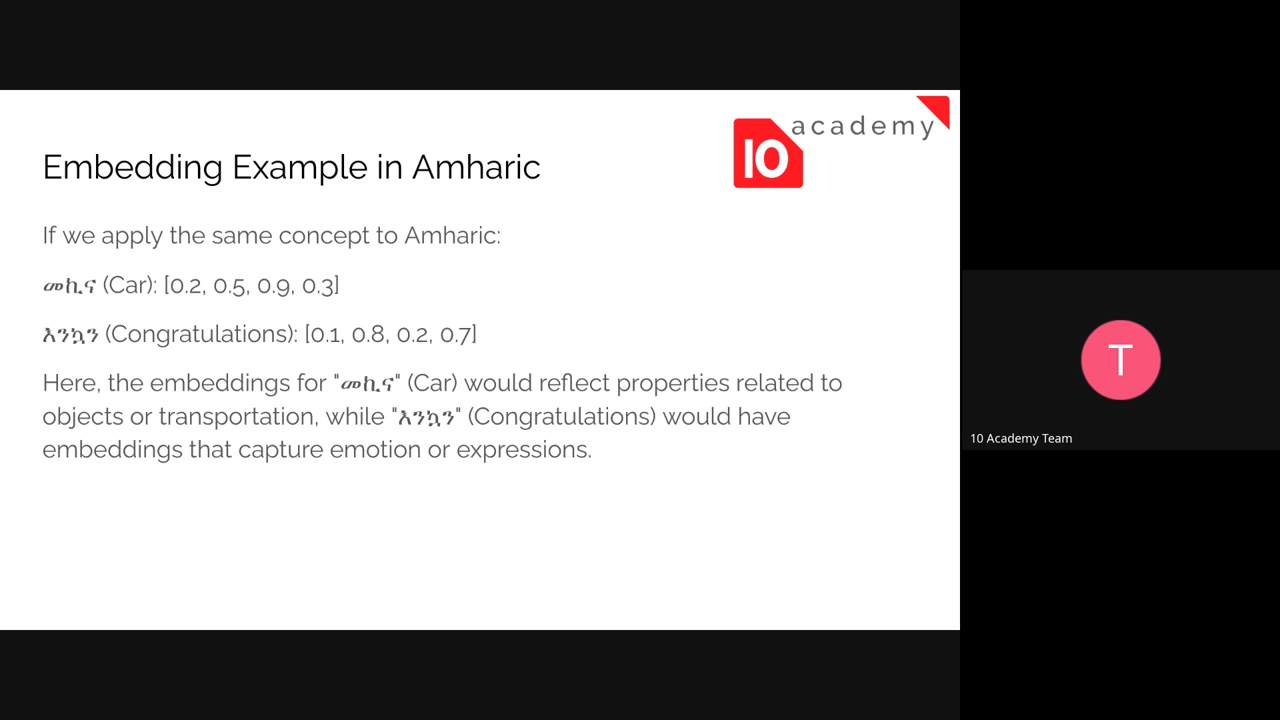 10 academy
Embedding Example in Amharic
If we apply the same concept to Amharic:
መኪና (Car): [0.2, 0.5, 0.9, 0.3]
እንኳን (Congratulations): [0.1, 0.8, 0.2, 0.7]
Here, the embeddings for "መኪና" (Car) would reflect properties related to
objects or transportation, while "እንኳን" (Congratulations) would have
embeddings that capture emotion or expressions.
T
10 Academy Team